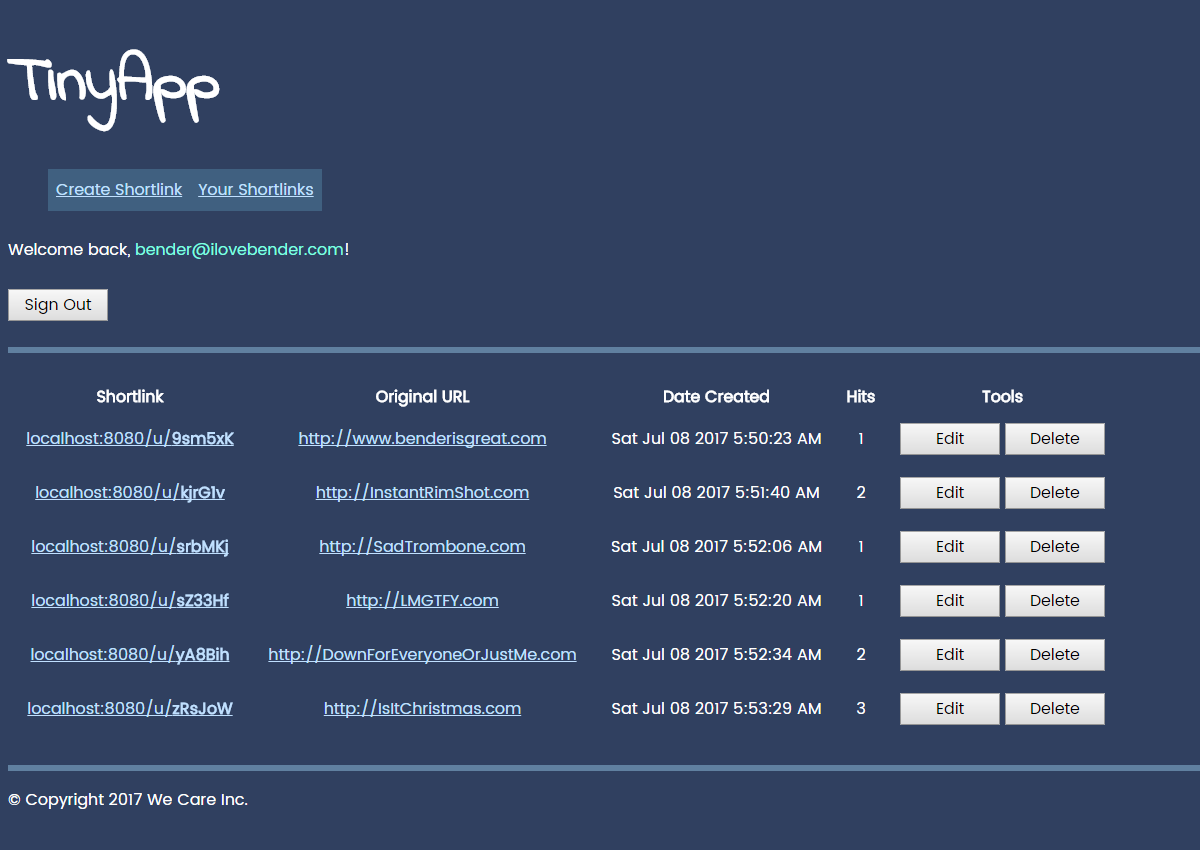 TinyApp
Create Shortlink Your Shortlinks
Welcome back, bender@ilovebender.com!
Sign Out
Shortlink Original URL Date Created Hits Tools
localhost:8080/u/9sm5xK http://www.benderisgreat.com Sat Jul 08 2017 5:50:23 AM 1 Edit Delete
localhost:8080/u/kjrG1v http://InstantRimShot.com Sat Jul 08 2017 5:51:40 AM 2 Edit Delete
localhost:8080/u/srbMKj http://SadTrombone.com Sat Jul 08 2017 5:52:06 AM 1 Edit Delete
localhost:8080/u/sZ33Hf http://LMGTFY.com Sat Jul 08 2017 5:52:20 AM 1 Edit Delete
localhost:8080/u/yA8Bih http://DownForEveryoneOrJustMe.com Sat Jul 08 2017 5:52:34 AM 2 Edit Delete
localhost:8080/u/zRsJoW http://IsItChristmas.com Sat Jul 08 2017 5:53:29 AM 3 Edit Delete
© Copyright 2017 We Care Inc.